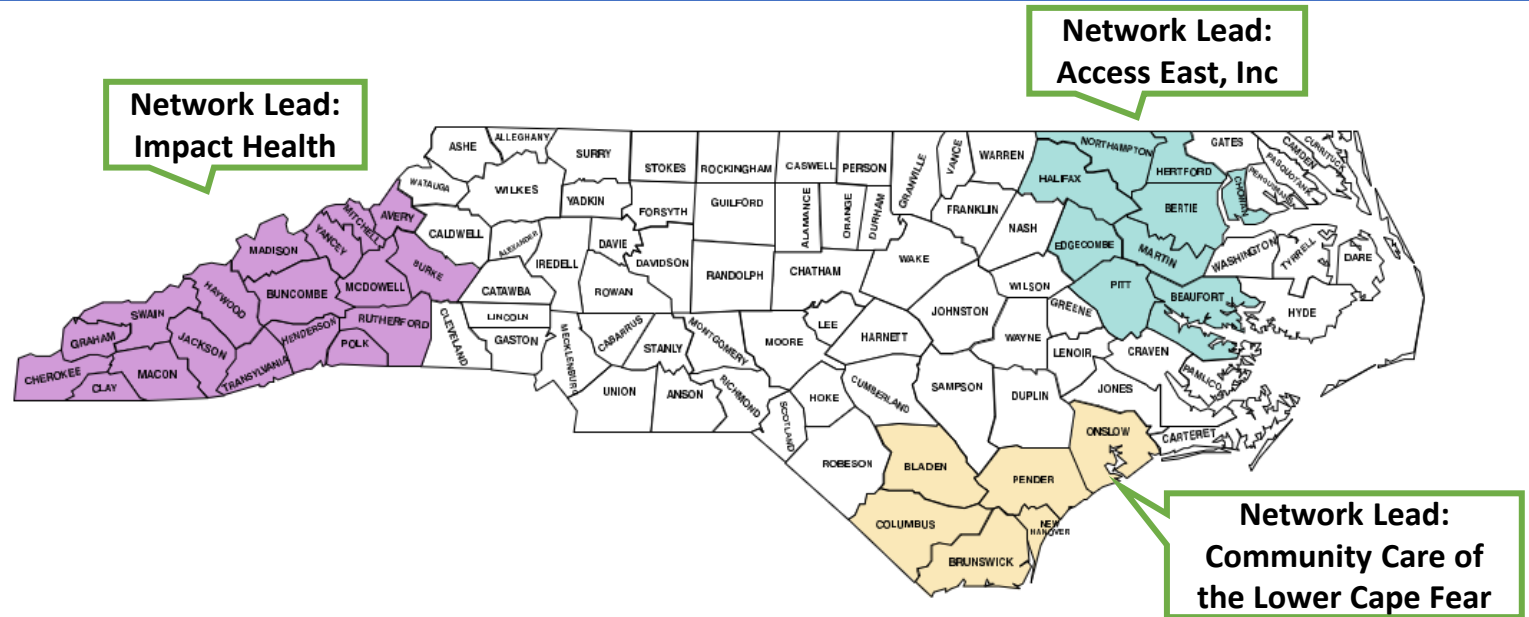 Network Lead:
Access East, Inc
Network Lead:
Impact Health
ASHE
ALLEGHANY
SURRY
STOKES
ROCKINGHAM
CASWELL
PERSON
GRANVILLE
VANCE
WARREN
NORTHAMPTON
GATES
HERTFORD
CURRITUCK
CAMDEN
PASQUOTANK
PERQUIMANS
CHOWAN
WATAUGA
WILKES
YADKIN
FORSYTH
GUILFORD
ALAMANCE
ORANGE
DURHAM
FRANKLIN
HALIFAX
BERTIE
AVERY
MITCHELL
YANCEY
MADISON
CALDWELL
ALEXANDER
IREDELL
DAVIE
DAVIDSON
RANDOLPH
CHATHAM
WAKE
NASH
EDGECOMBE
MARTIN
WASHINGTON
TYRRELL
DARE
BURKE
MCDOWELL
BUNCOMBE
HAYWOOD
CATAWBA
ROWAN
JOHNSTON
WILSON
PITT
BEAUFORT
HYDE
SWAIN
GRAHAM
JACKSON
HENDERSON
RUTHERFORD
POLK
TRANSYLVANIA
CLEVELAND
LINCOLN
GASTON
MECKLENBURG
CABARRUS
STANLY
MONTGOMERY
MOORE
LEE
HARNETT
WAYNE
GREENE
LENOIR
CRAVEN
PAMLICO
CHEROKEE
CLAY
MACON
UNION
ANSON
RICHMOND
SCOTLAND
HOKE
CUMBERLAND
SAMPSON
DUPLIN
JONES
ONSLOW
CARTERET
ROBESON
BLADEN
PENDER
COLUMBUS
BRUNSWICK
NEW
HANOVER
Network Lead:
Community Care of
the Lower Cape Fear